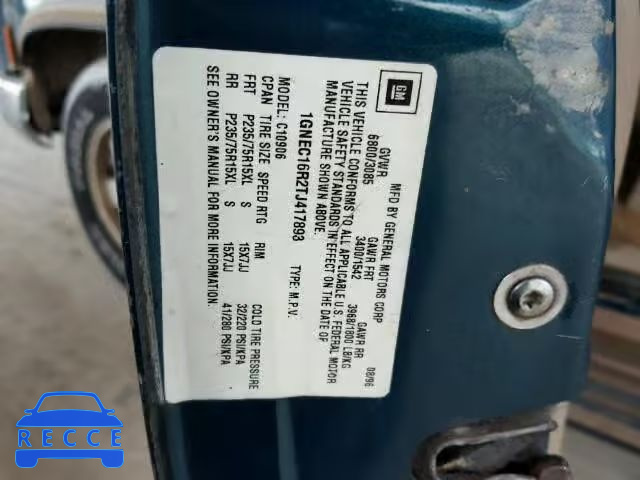 GM
MFD BY GENERAL MOTORS CORP
08/96
GVWR GAWR FRT GAWR RR
6800/3085 3400/1542 3968/1800 LB/KG
THIS VEHICLE CONFORMS TO ALL APPLICABLE U.S. FEDERAL MOTOR
VEHICLE SAFETY STANDARDS IN EFFECT ON THE DATE OF
MANUFACTURE SHOWN ABOVE.
1GNEC16R2TJ417893 TYPE: M.P.V.
MODEL: C10906
CPAN TIRE SIZE SPEED RTG RIM COLD TIRE PRESSURE
FRT P235/75R15XL S 15X7JJ 32/220 PSI/KPA
RR P235/75R15XL S 15X7JJ 41/280 PSI/KPA
SEE OWNER'S MANUAL FOR MORE INFORMATION.